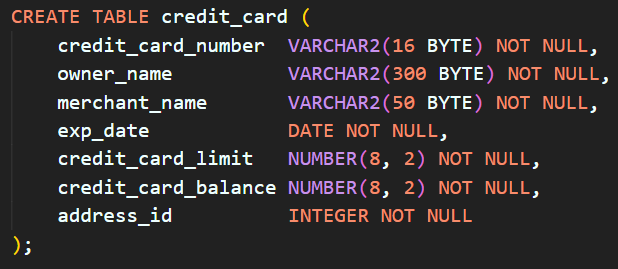 CREATE TABLE credit_card (
    credit_card_number  VARCHAR2(16 BYTE) NOT NULL,
    owner_name          VARCHAR2(300 BYTE) NOT NULL,
    merchant_name       VARCHAR2(50 BYTE) NOT NULL,
    exp_date            DATE NOT NULL,
    credit_card_limit   NUMBER(8, 2) NOT NULL,
    credit_card_balance NUMBER(8, 2) NOT NULL,
    address_id          INTEGER NOT NULL
);